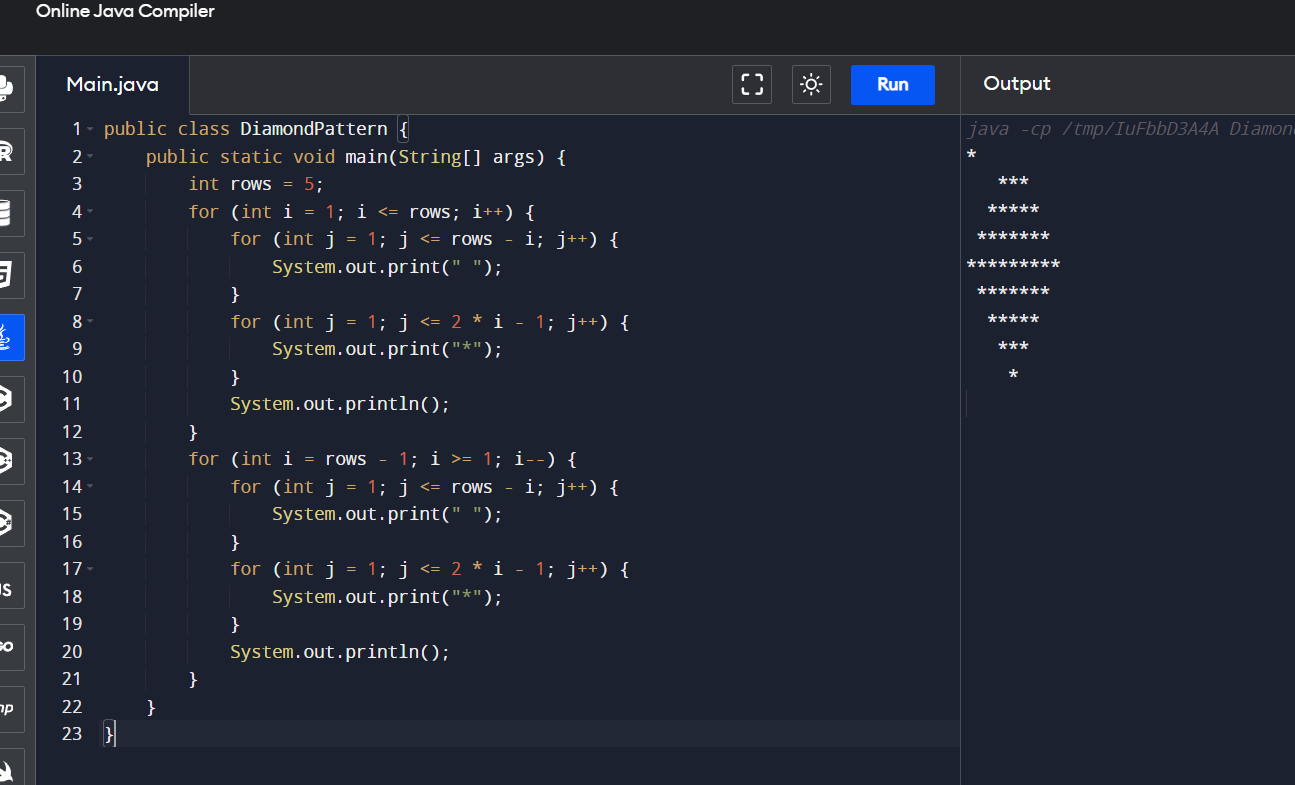 Online Java Compiler
Main.java
Run
Output
1 public class DiamondPattern {
2     public static void main(String[] args) {
3         int rows = 5;
4         for (int i = 1; i <= rows; i++) {
5             for (int j = 1; j <= rows - i; j++) {
6                 System.out.print(" ");
7             }
8             for (int j = 1; j <= 2 * i - 1; j++) {
9                 System.out.print("*");
10             }
11             System.out.println();
12         }
13         for (int i = rows - 1; i >= 1; i--) {
14             for (int j = 1; j <= rows - i; j++) {
15                 System.out.print(" ");
16             }
17             for (int j = 1; j <= 2 * i - 1; j++) {
18                 System.out.print("*");
19             }
20             System.out.println();
21         }
22     }
23 }
java -cp /tmp/IuFbbD3A4A Diamon
*
   ***
  *****
 *******
*********
 *******
  *****
   ***
    *
R
5
C
JS
GO